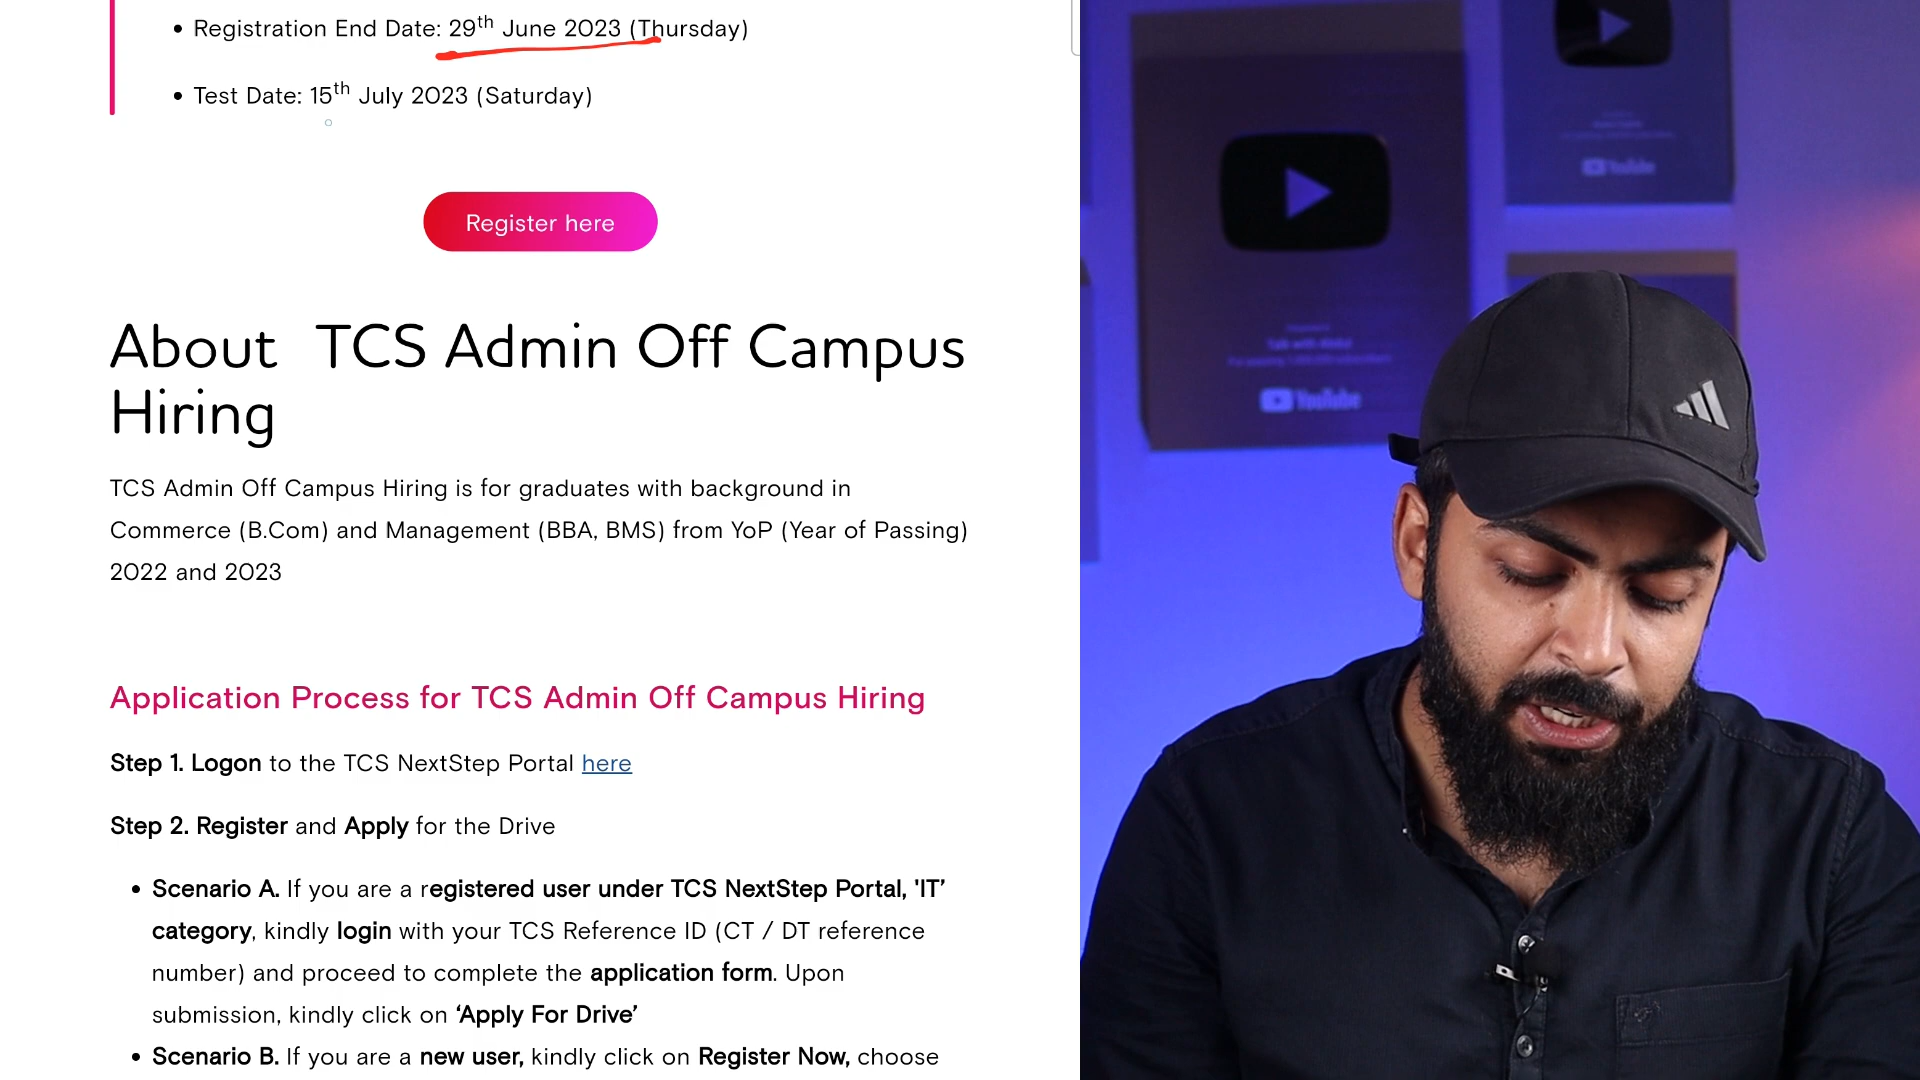 • Registration End Date: 29th June 2023 (Thursday)
• Test Date: 15th July 2023 (Saturday)
Register here
About TCS Admin Off Campus
Hiring
TCS Admin Off Campus Hiring is for graduates with background in
Commerce (B.Com) and Management (BBA, BMS) from YoP (Year of Passing)
2022 and 2023
Application Process for TCS Admin Off Campus Hiring
Step 1. Logon to the TCS NextStep Portal here
Step 2. Register and Apply for the Drive
• Scenario A. If you are a registered user under TCS NextStep Portal, 'IT’
category, kindly login with your TCS Reference ID (CT / DT reference
number) and proceed to complete the application form. Upon
submission, kindly click on ‘Apply For Drive’
• Scenario B. If you are a new user, kindly click on Register Now, choose
YouTube
YouTube